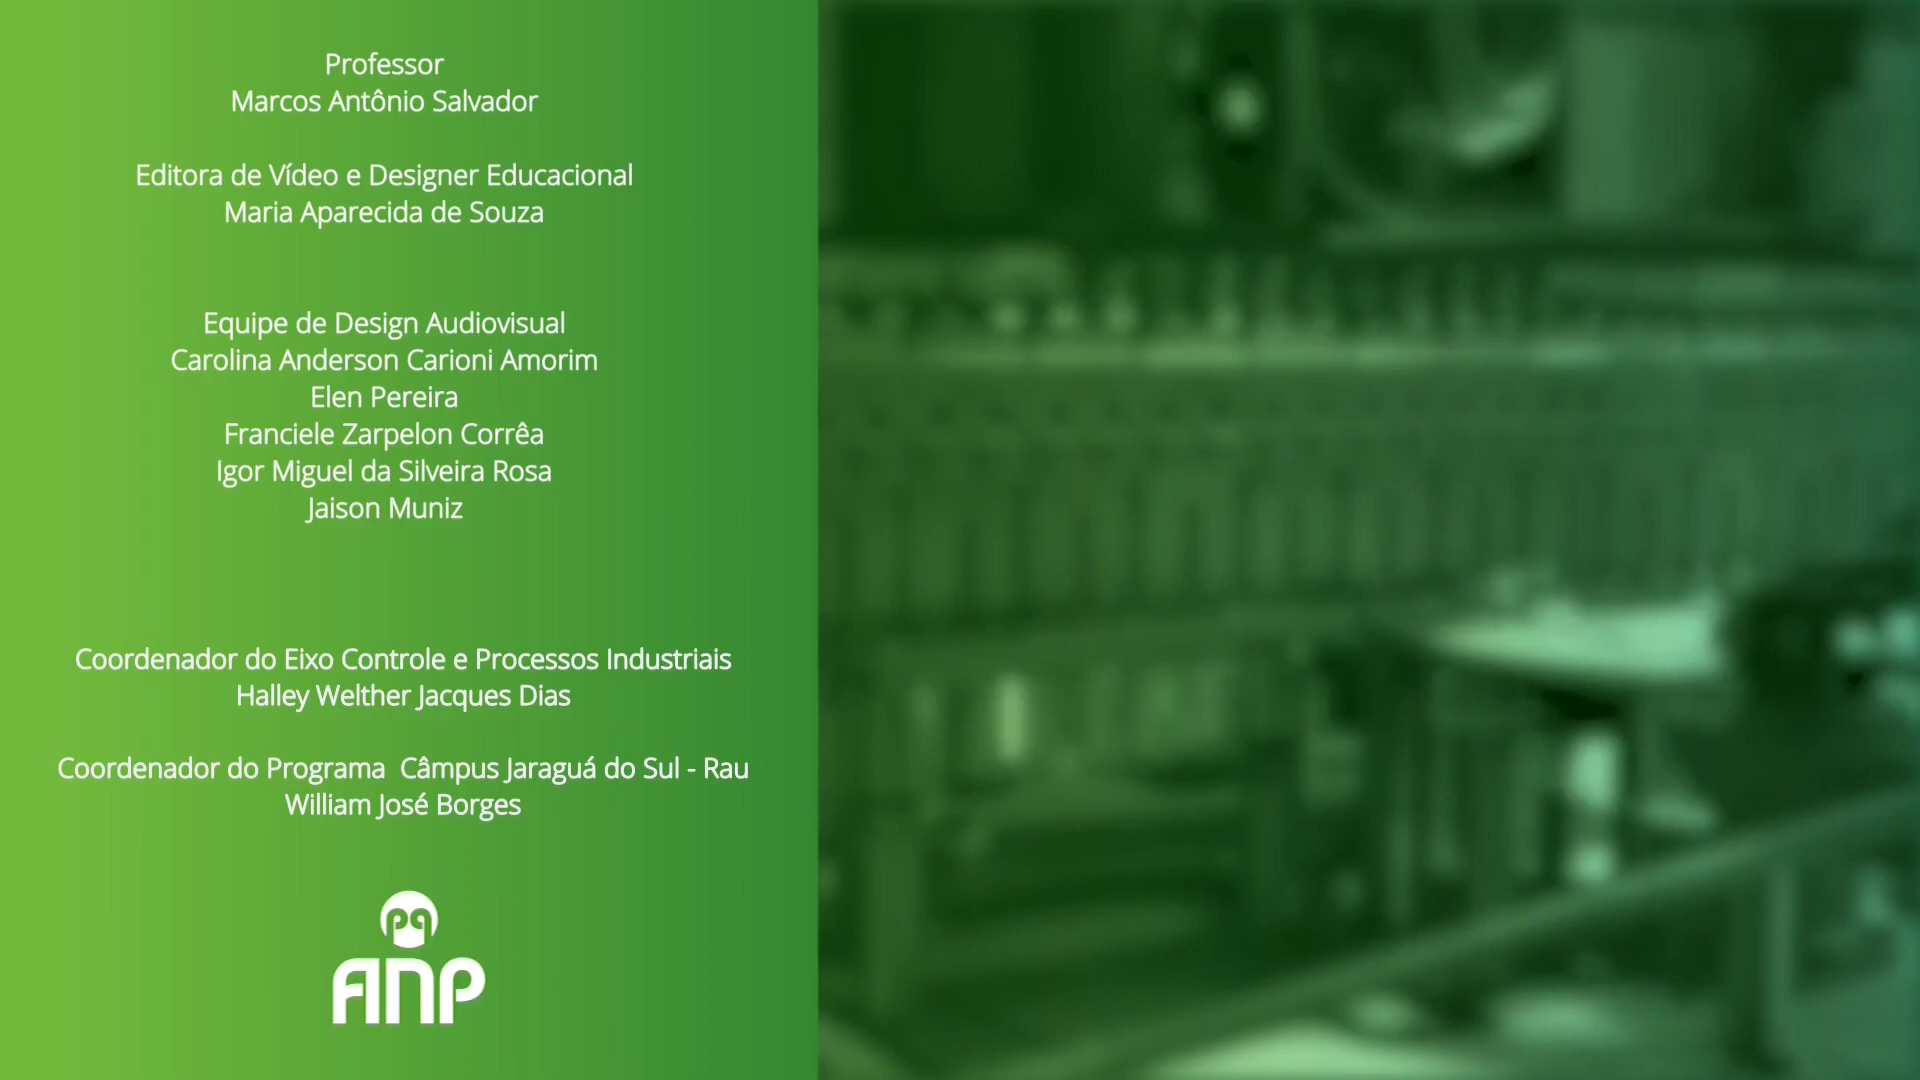 Professor
Marcos Antônio Salvador
Editora de Vídeo e Designer Educacional
Maria Aparecida de Souza
Equipe de Design Audiovisual
Carolina Anderson Carioni Amorim
Elen Pereira
Franciele Zarpelon Corrêa
Igor Miguel da Silveira Rosa
Jaison Muniz
Coordenador do Eixo Controle e Processos Industriais
Halley Welther Jacques Dias
Coordenador do Programa  Câmpus Jaraguá do Sul - Rau
William José Borges
pq
ANP